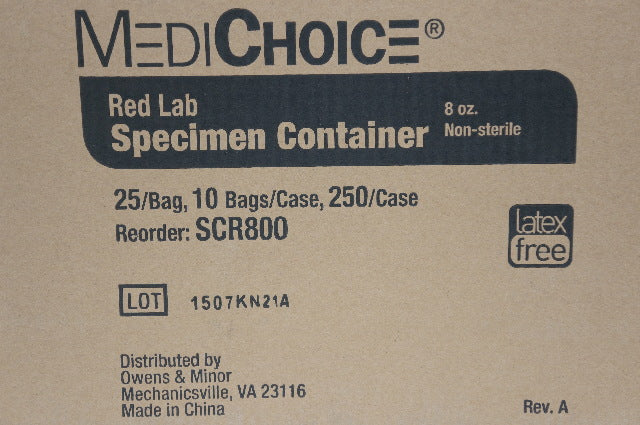 MEDICHOICE®
Red Lab
Specimen Container
8 oz.
Non-sterile
25/Bag, 10 Bags/Case, 250/Case
Reorder: SCR800
latex
free
LOT 1507KN21A
Distributed by
Owens & Minor
Mechanicsville, VA 23116
Made in China
Rev. A